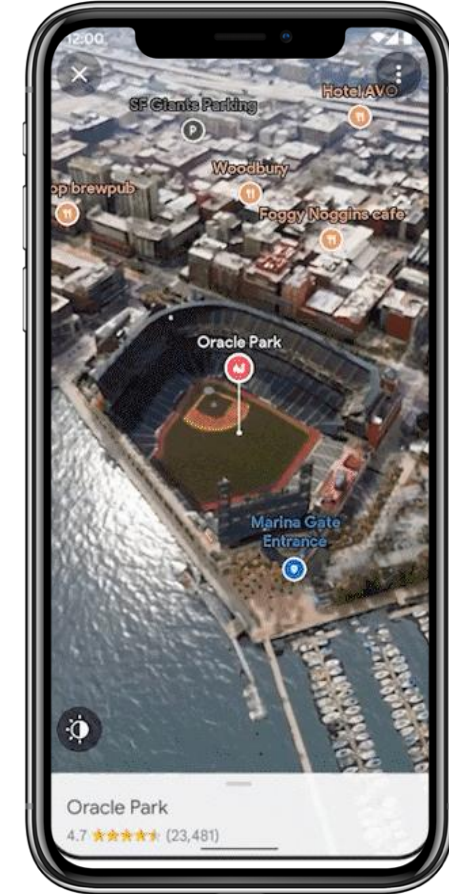 12:00
Hotel AVO
SF Giants Parking
P
Woodbury
op brewpub
Foggy Noggins cafe
Oracle Park
Marina Gate
Entrance
Oracle Park
4.7 (23,481)